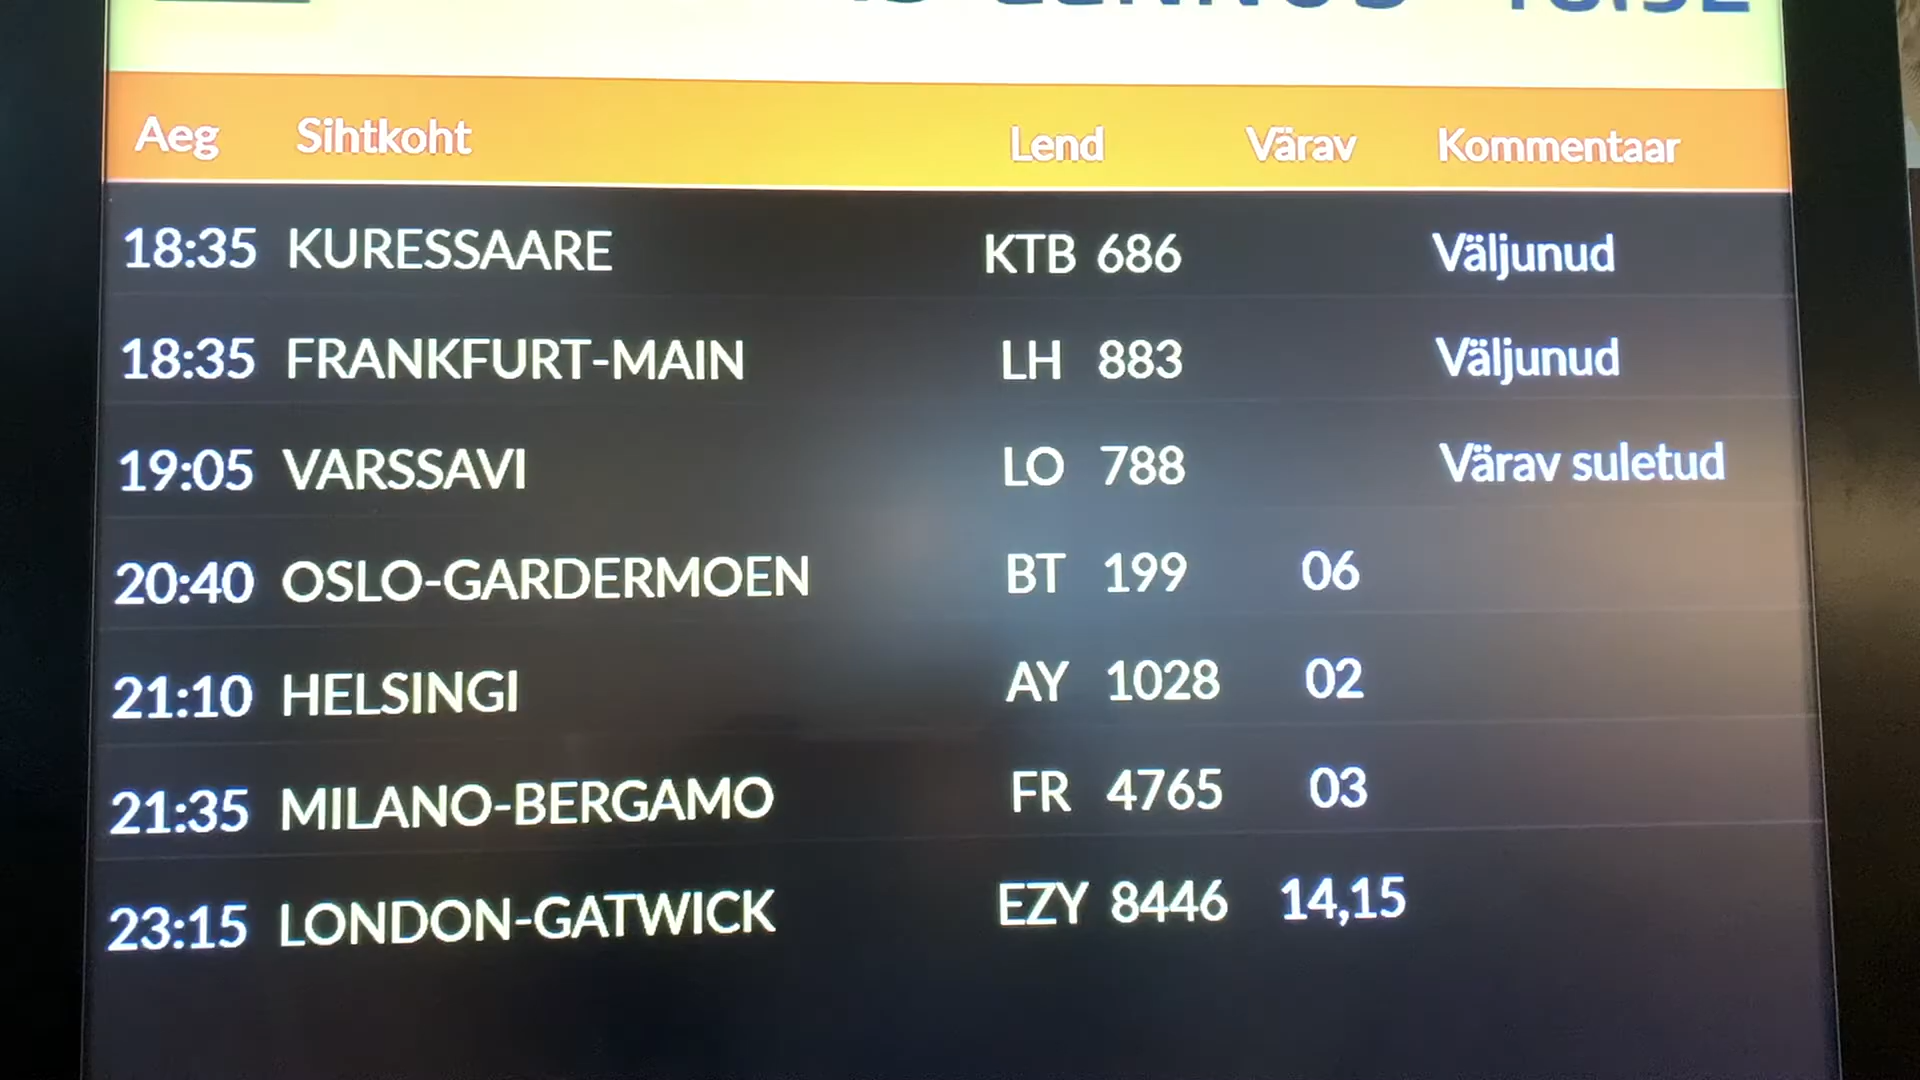 LENNUD
Aeg Sihtkoht Lend Värav Kommentaar
18:35 KURESSAARE KTB 686 Väljunud
18:35 FRANKFURT-MAIN LH 883 Väljunud
19:05 VARSSAVI LO 788 Värav suletud
20:40 OSLO-GARDERMOEN BT 199 06
21:10 HELSINGI AY 1028 02
21:35 MILANO-BERGAMO FR 4765 03
23:15 LONDON-GATWICK EZY 8446 14,15